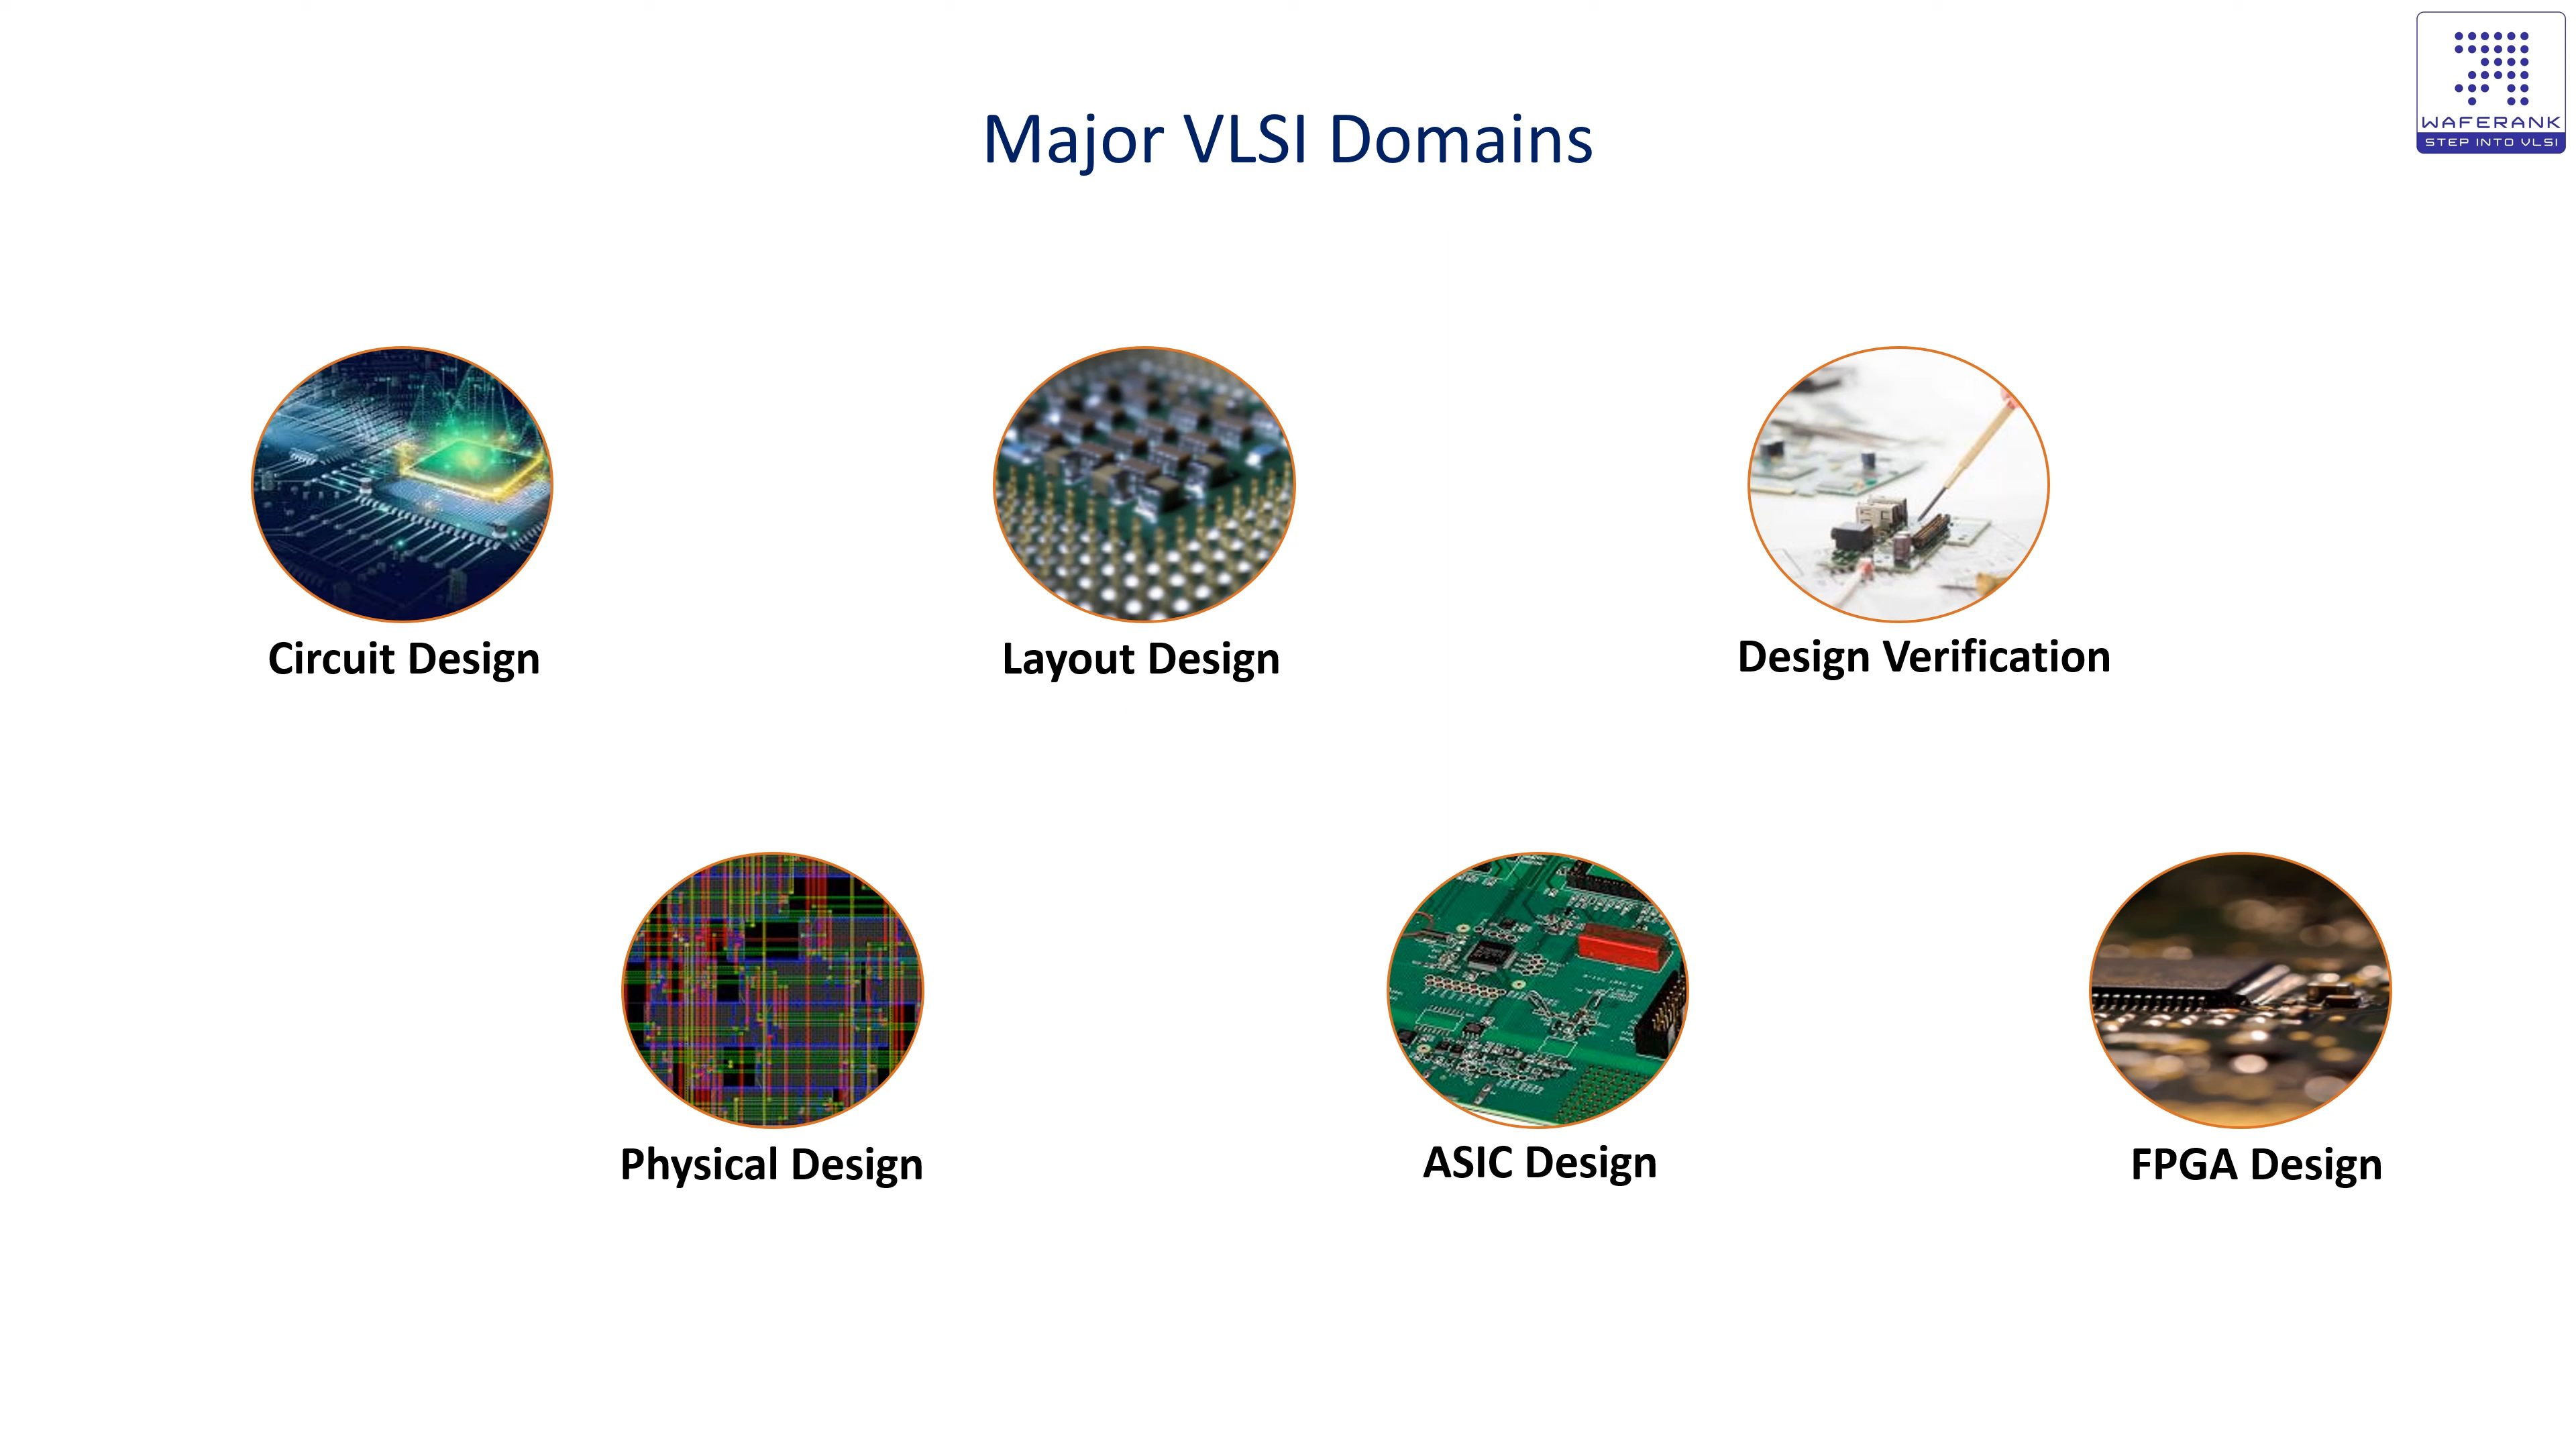 Major VLSI Domains
WAFERANK
STEP INTO VLSI
Circuit Design
Layout Design
Design Verification
Physical Design
ASIC Design
FPGA Design